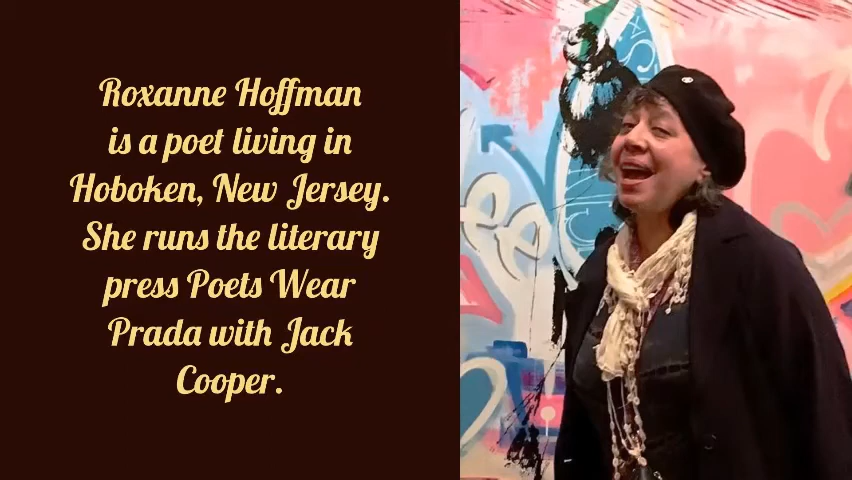 Roxanne Hoffman
is a poet living in
Hoboken, New Jersey.
She runs the literary
press Poets Wear
Prada with Jack
Cooper.